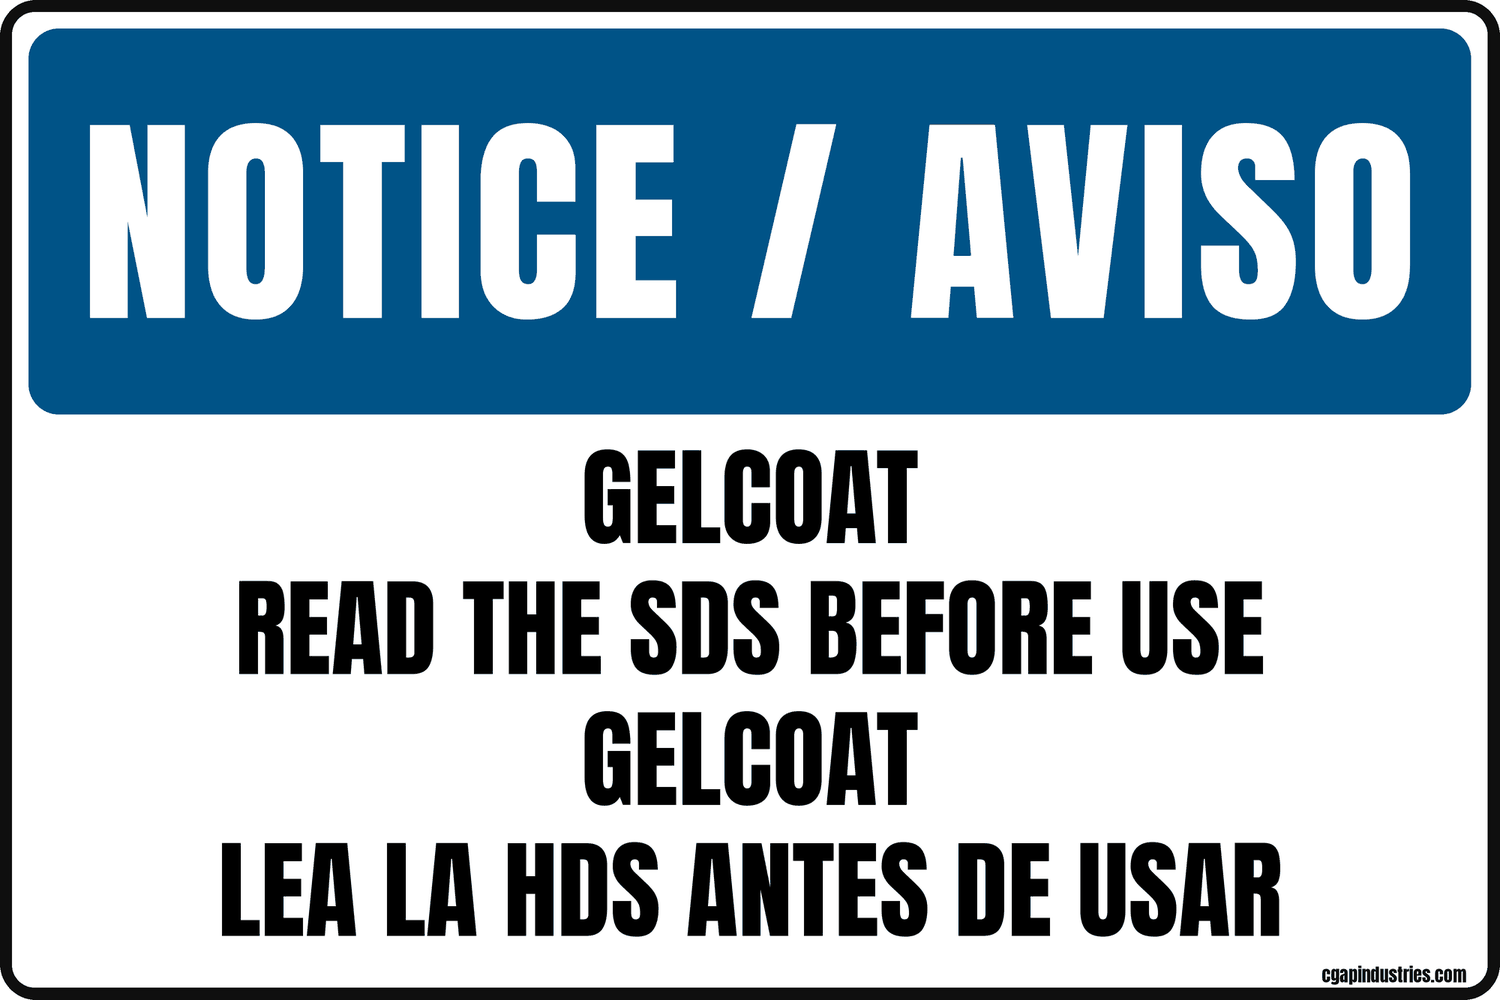 NOTICE / AVISO
GELCOAT
READ THE SDS BEFORE USE
GELCOAT
LEA LA HDS ANTES DE USAR
cgapindustries.com